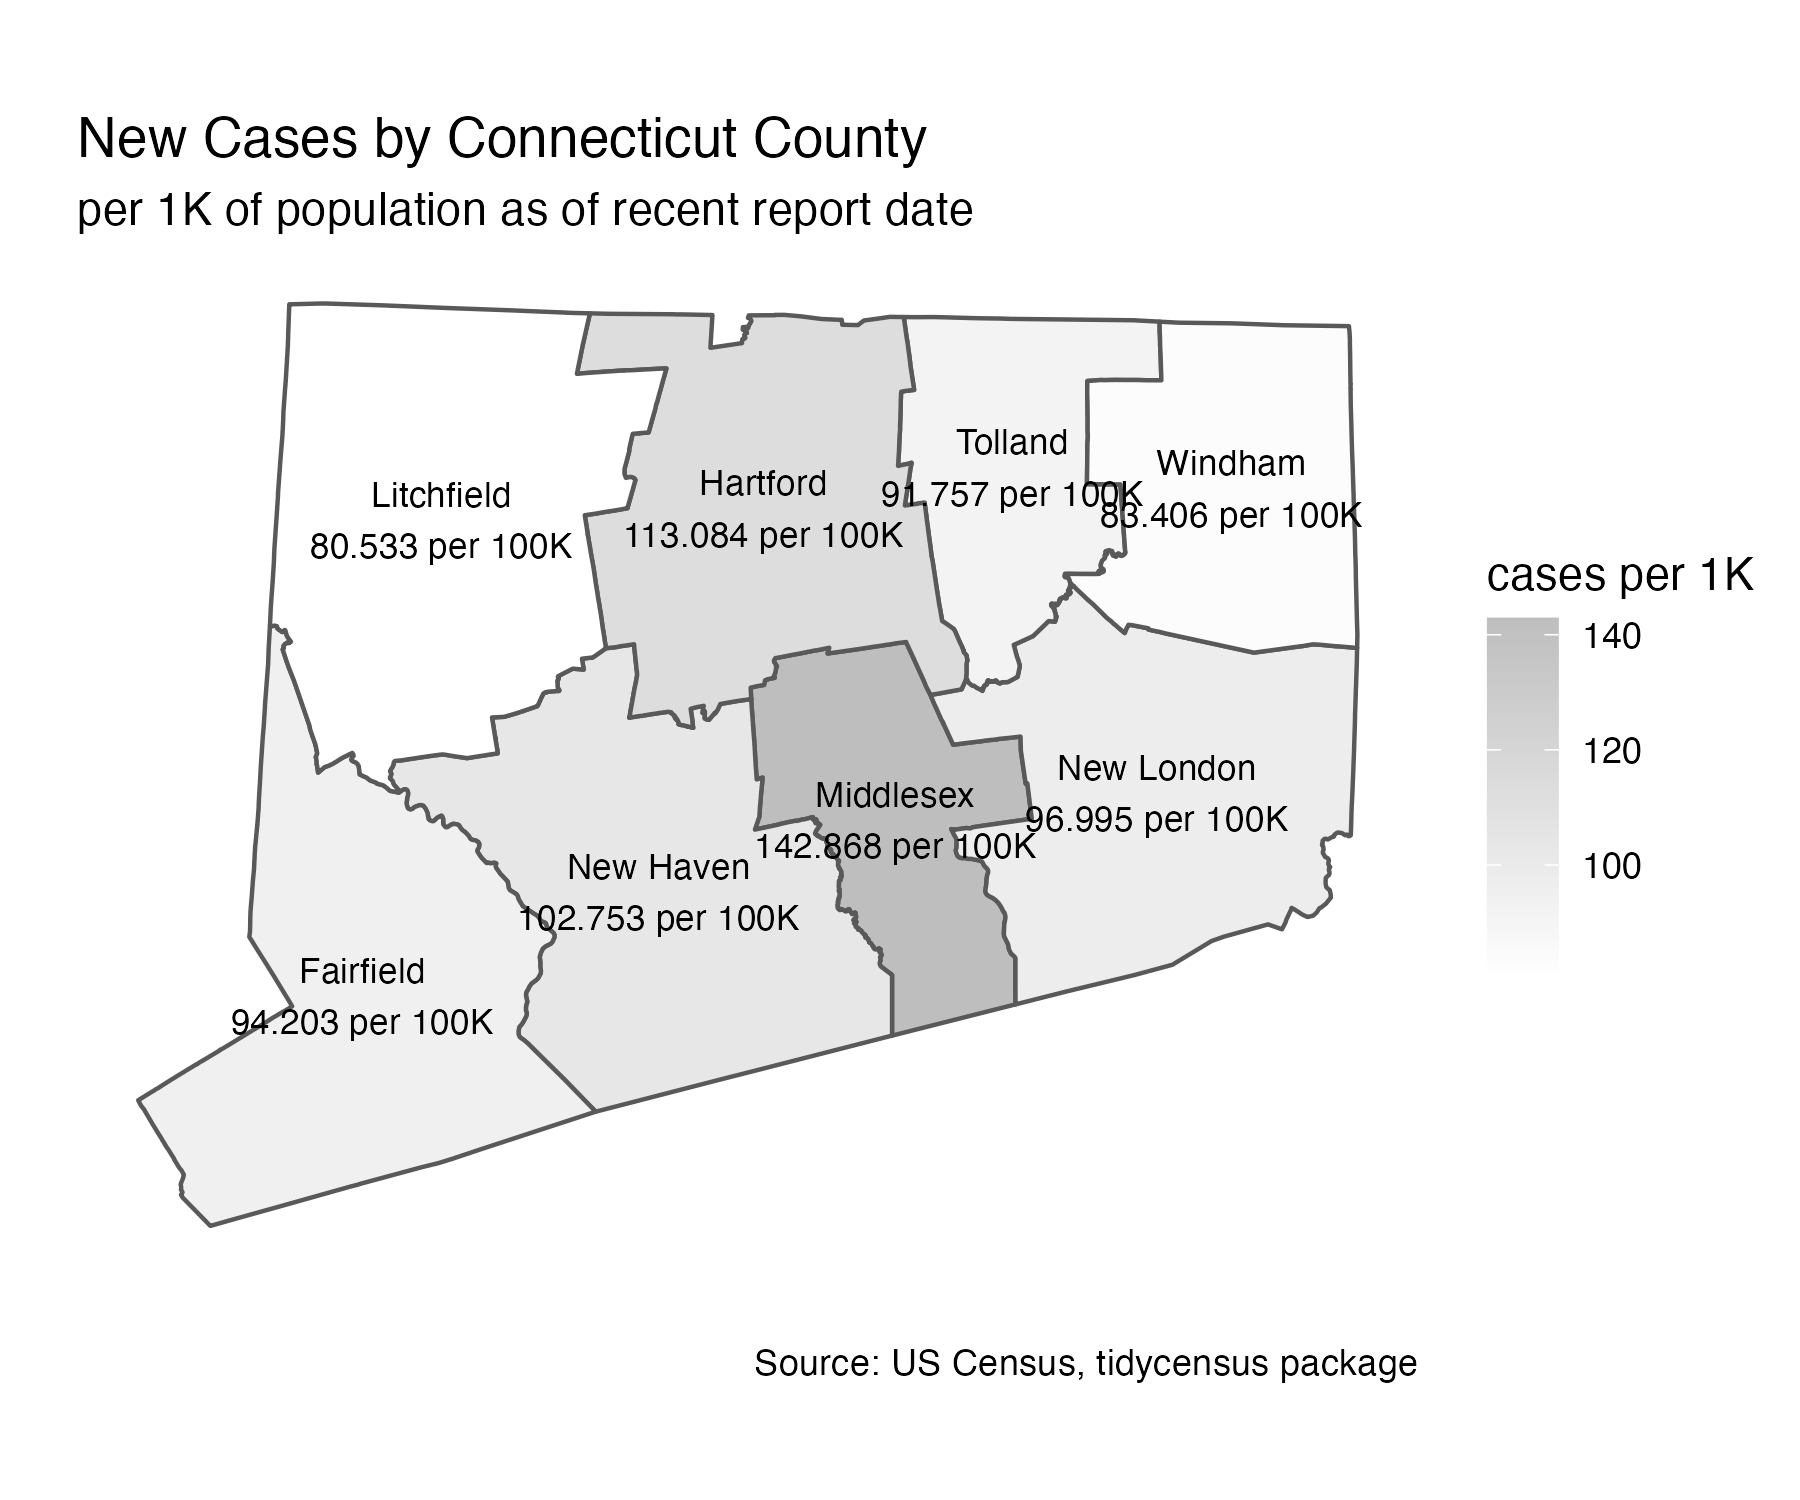 New Cases by Connecticut County
per 1K of population as of recent report date
Litchfield
80.533 per 100K
Hartford
113.084 per 100K
Tolland
91.757 per 100K
Windham
83.406 per 100K
Middlesex
142.868 per 100K
New London
96.995 per 100K
New Haven
102.753 per 100K
Fairfield
94.203 per 100K
cases per 1K
140
120
100
Source: US Census, tidycensus package